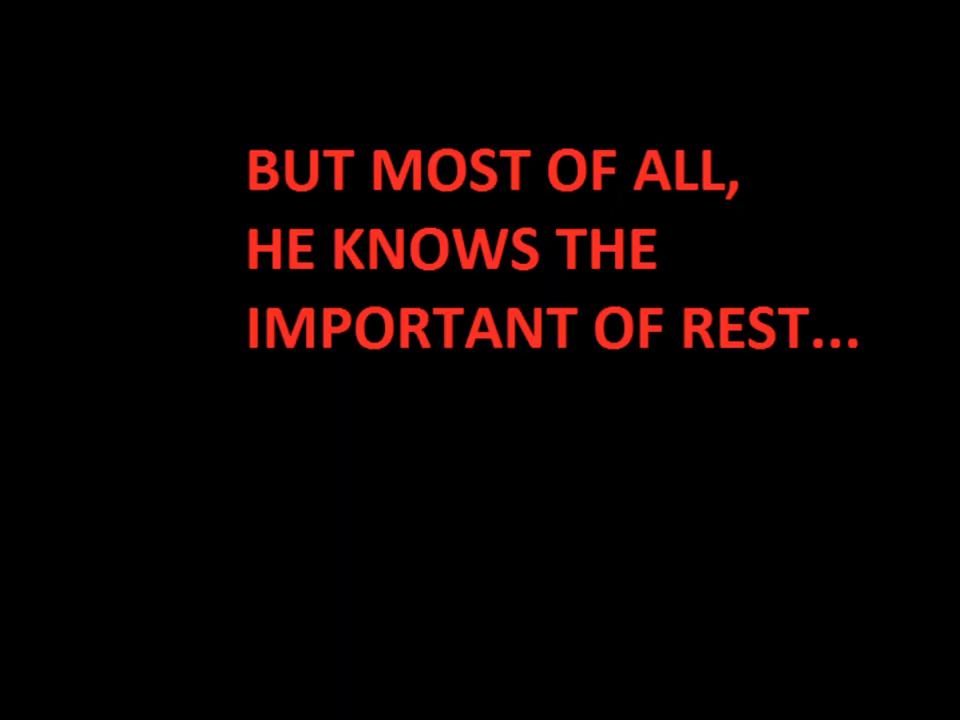 BUT MOST OF ALL,
HE KNOWS THE
IMPORTANT OF REST...